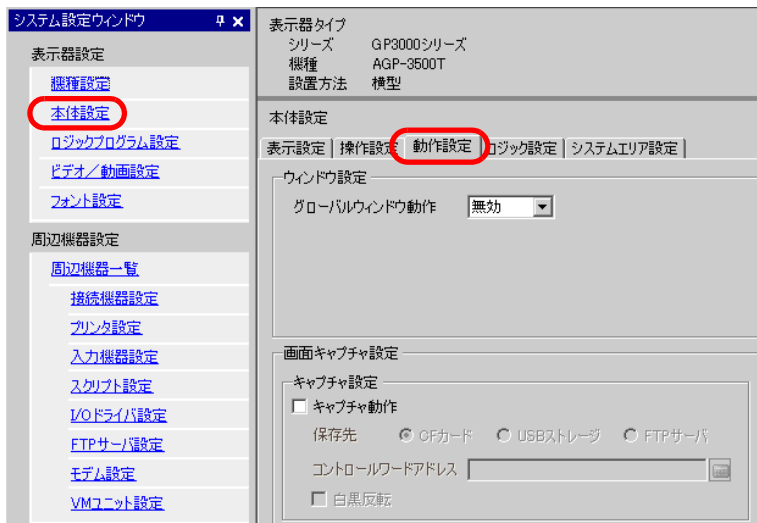 システム設定ウィンドウ
表示器設定
機種設定
本体設定
ロジックプログラム設定
ビデオ/動画設定
フォント設定
周辺機器設定
周辺機器一覧
接続機器設定
プリンタ設定
入力機器設定
スクリプト設定
I/Oドライバ設定
FTPサーバ設定
モデム設定
VMユニット設定
表示器タイプ
シリーズ GP3000シリーズ
機種 AGP-3500T
設置方法 横型
本体設定
表示設定 操作設定 動作設定 ロジック設定 システムエリア設定
ウィンドウ設定
グローバルウィンドウ動作 無効
画面キャプチャ設定
キャプチャ設定
キャプチャ動作
保存先 CFカード USBストレージ FTPサーバ
コントロールワードアドレス
白黒反転